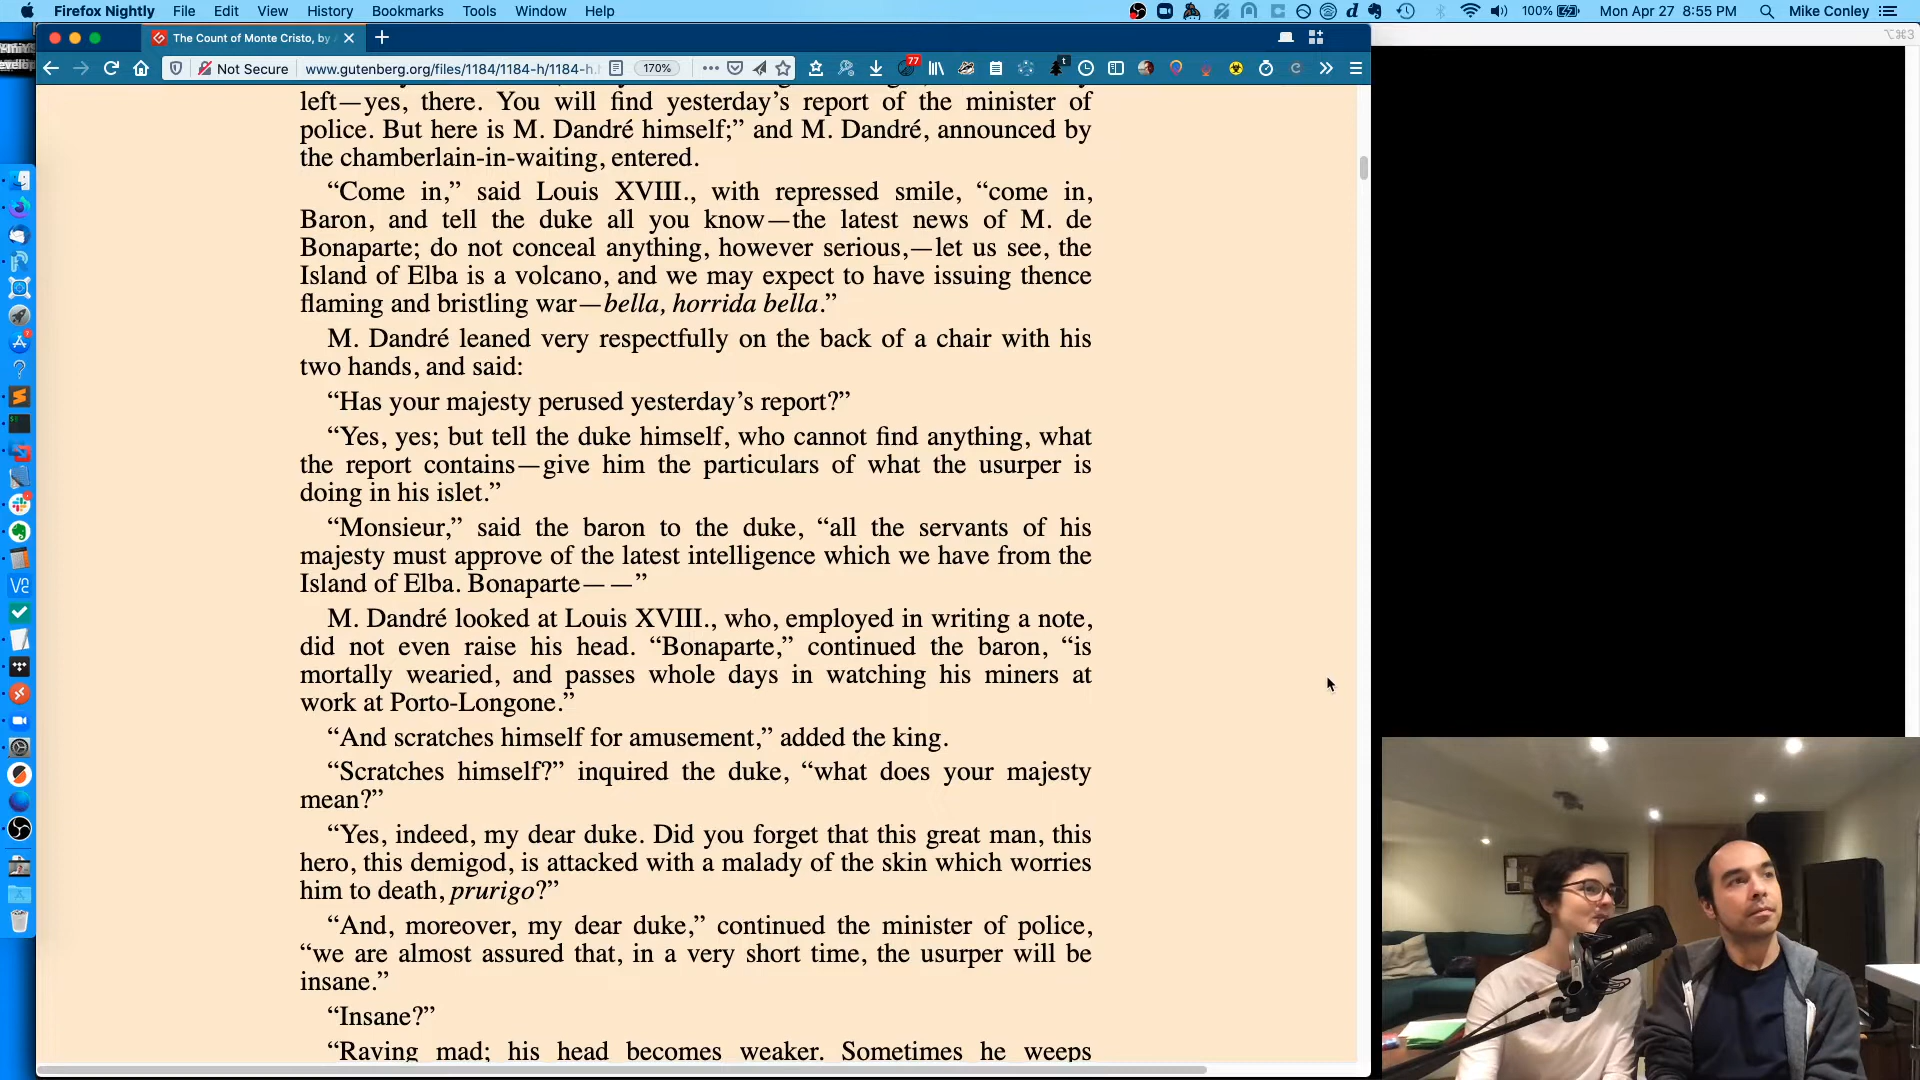 Firefox Nightly File Edit View History Bookmarks Tools Window Help
100% Mon Apr 27 8:55 PM Mike Conley
The Count of Monte Cristo, by
⌥⌘3
Not Secure www.gutenberg.org/files/1184/1184-h/1184-h. 170% 77
left—yes, there. You will find yesterday’s report of the minister of
police. But here is M. Dandré himself;” and M. Dandré, announced by
the chamberlain-in-waiting, entered.
“Come in,” said Louis XVIII., with repressed smile, “come in,
Baron, and tell the duke all you know—the latest news of M. de
Bonaparte; do not conceal anything, however serious,—let us see, the
Island of Elba is a volcano, and we may expect to have issuing thence
flaming and bristling war—bella, horrida bella.”
M. Dandré leaned very respectfully on the back of a chair with his
two hands, and said:
“Has your majesty perused yesterday’s report?”
“Yes, yes; but tell the duke himself, who cannot find anything, what
the report contains—give him the particulars of what the usurper is
doing in his islet.”
“Monsieur,” said the baron to the duke, “all the servants of his
majesty must approve of the latest intelligence which we have from the
Island of Elba. Bonaparte— —”
M. Dandré looked at Louis XVIII., who, employed in writing a note,
did not even raise his head. “Bonaparte,” continued the baron, “is
mortally wearied, and passes whole days in watching his miners at
work at Porto-Longone.”
“And scratches himself for amusement,” added the king.
“Scratches himself?” inquired the duke, “what does your majesty
mean?”
“Yes, indeed, my dear duke. Did you forget that this great man, this
hero, this demigod, is attacked with a malady of the skin which worries
him to death, prurigo?”
“And, moreover, my dear duke,” continued the minister of police,
“we are almost assured that, in a very short time, the usurper will be
insane.”
“Insane?”
“Raving mad; his head becomes weaker. Sometimes he weeps